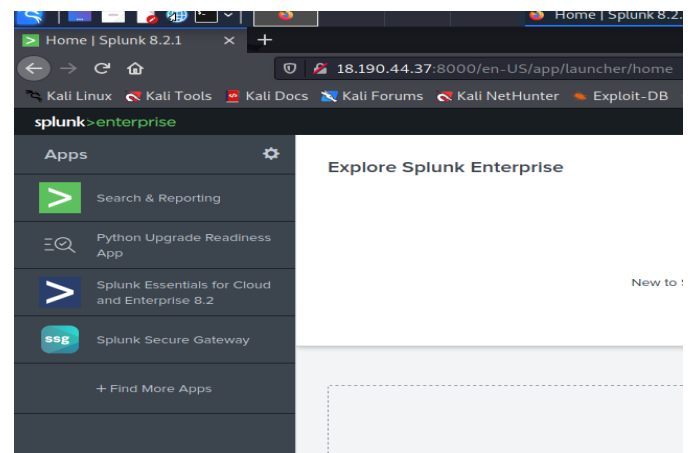 Home | Splunk 8.2.
Home | Splunk 8.2.1
18.190.44.37:8000/en-US/app/launcher/home
Kali Linux Kali Tools Kali Docs Kali Forums Kali NetHunter Exploit-DB
splunk>enterprise
Apps
Explore Splunk Enterprise
Search & Reporting
Python Upgrade Readiness
App
New to
Splunk Essentials for Cloud
and Enterprise 8.2
ssg Splunk Secure Gateway
+ Find More Apps